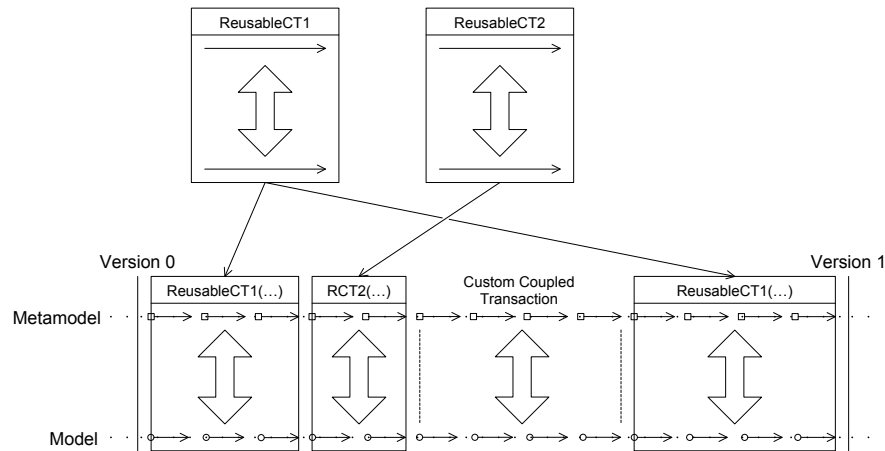 ReusableCT1
ReusableCT2
Version 0
Version 1
ReusableCT1(…)
RCT2(…)
Custom Coupled
Transaction
ReusableCT1(…)
Metamodel
Model